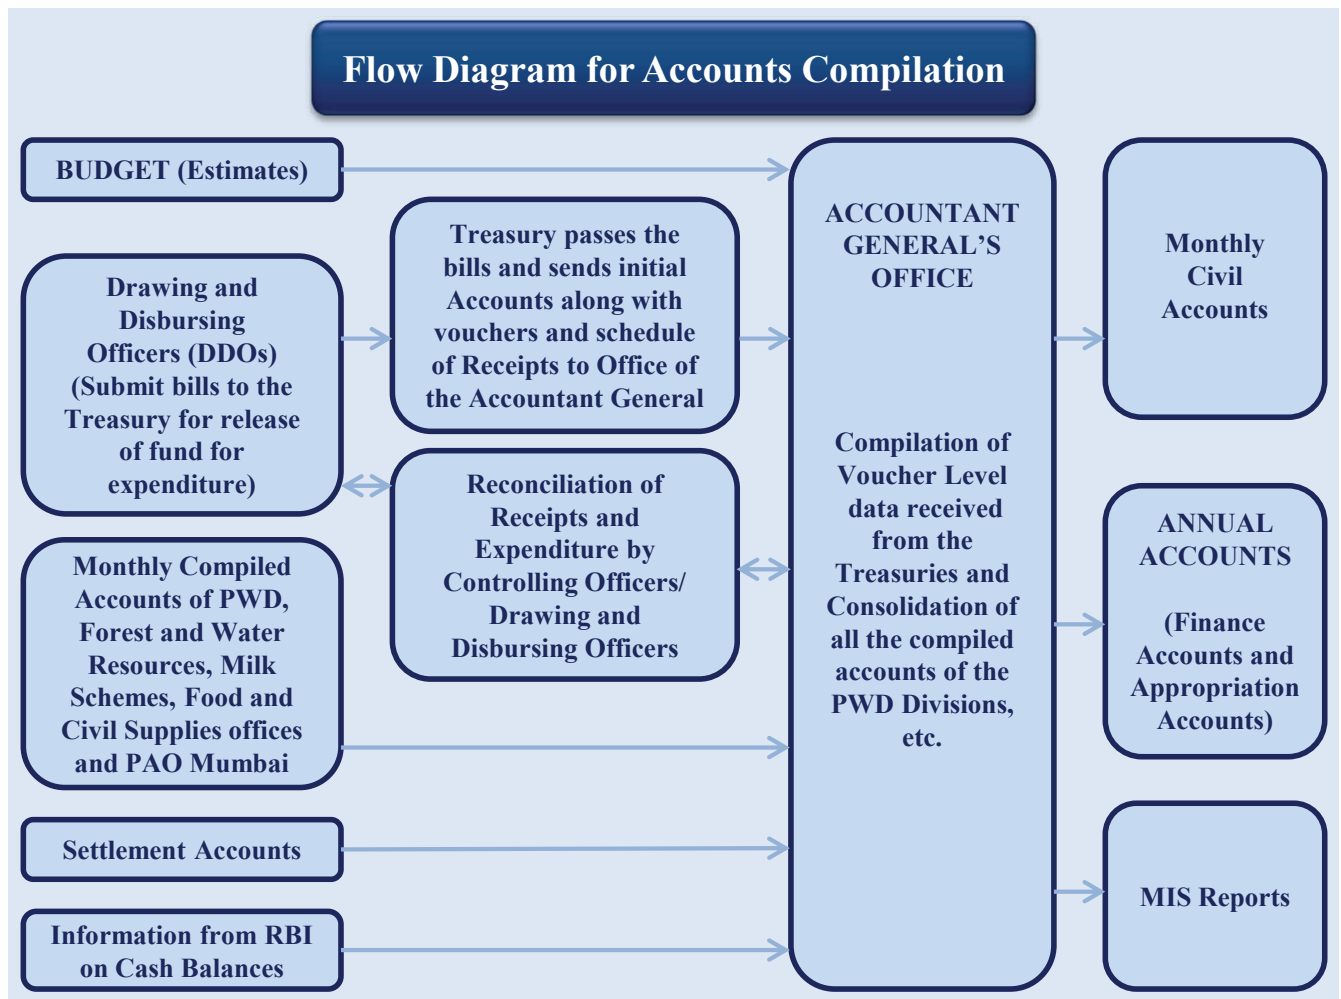 Flow Diagram for Accounts Compilation
BUDGET (Estimates)
Drawing and
Disbursing
Officers (DDOs)
(Submit bills to the
Treasury for release
of fund for
expenditure)
Monthly Compiled
Accounts of PWD,
Forest and Water
Resources, Milk
Schemes, Food and
Civil Supplies offices
and PAO Mumbai
Settlement Accounts
Information from RBI
on Cash Balances
Treasury passes the
bills and sends initial
Accounts along with
vouchers and schedule
of Receipts to Office of
the Accountant General
Reconciliation of
Receipts and
Expenditure by
Controlling Officers/
Drawing and
Disbursing Officers
ACCOUNTANT
GENERAL’S
OFFICE
Compilation of
Voucher Level
data received
from the
Treasuries and
Consolidation of
all the compiled
accounts of the
PWD Divisions,
etc.
Monthly
Civil
Accounts
ANNUAL
ACCOUNTS
(Finance
Accounts and
Appropriation
Accounts)
MIS Reports